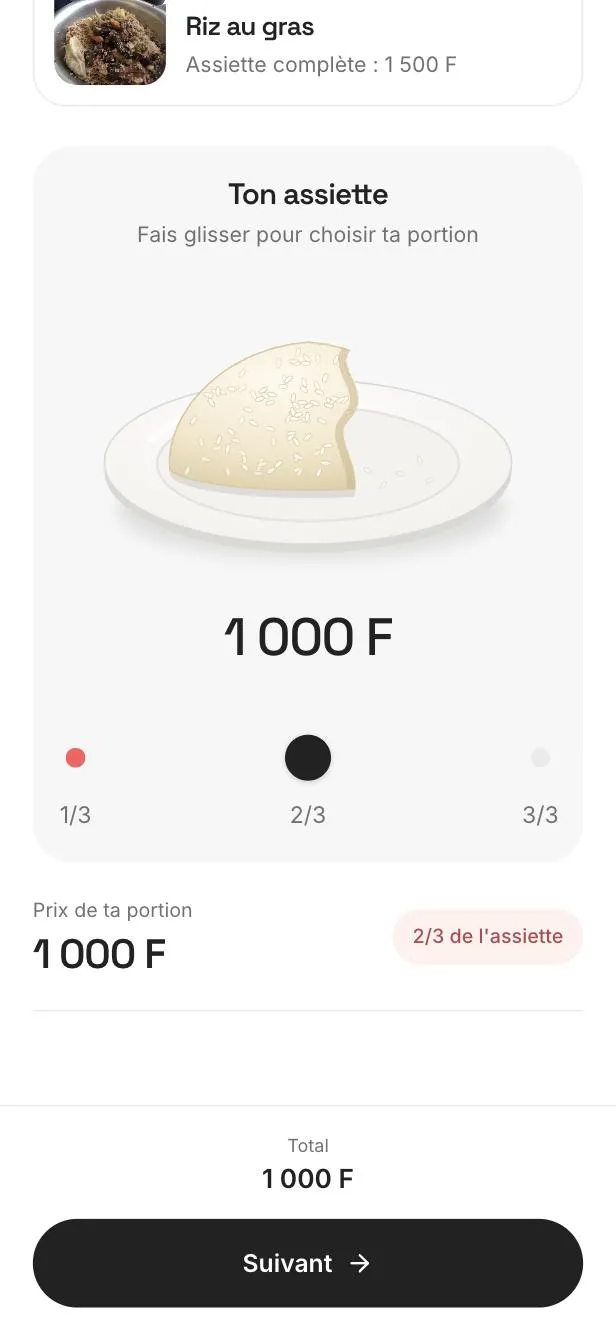 Riz au gras
Assiette complète : 1 500 F
Ton assiette
Fais glisser pour choisir ta portion
1 000 F
1/3 2/3 3/3
Prix de ta portion
1 000 F
2/3 de l'assiette
Total
1 000 F
Suivant →